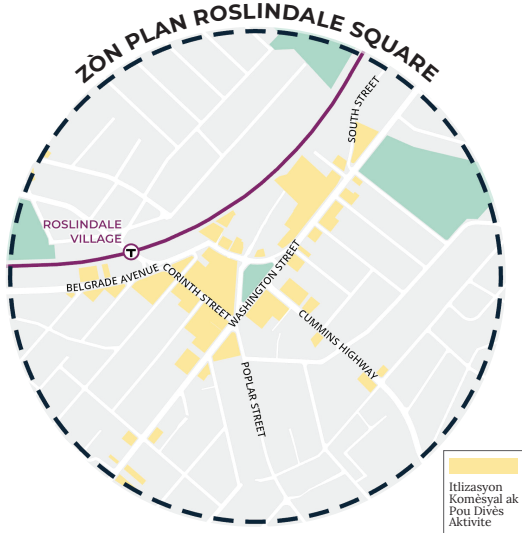 ZÒN PLAN ROSLINDALE SQUARE
SOUTH STREET
ROSLINDALE
VILLAGE
T
BELGRADE AVENUE
CORINTH STREET
WASHINGTON STREET
CUMMINS HIGHWAY
POPLAR STREET
Itlizasyon
Komèsyal ak
Pou Divès
Aktivite